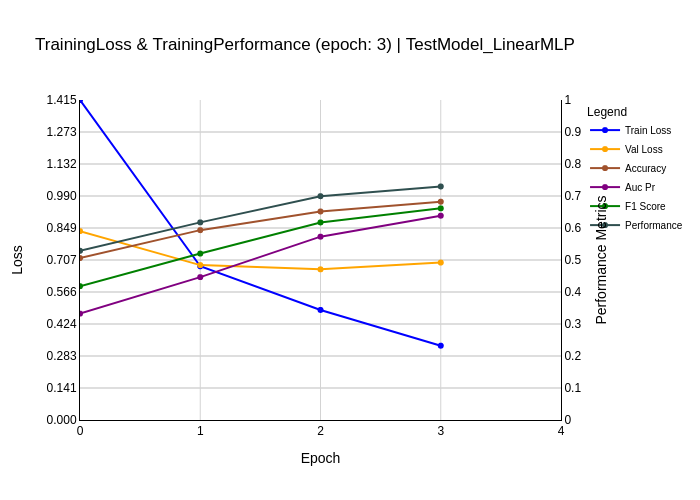 TrainingLoss & TrainingPerformance (epoch: 3) | TestModel_LinearMLP
1.415
1.273
1.132
0.990
0.849
0.707
0.566
0.424
0.283
0.141
0.000
Loss
0
1
2
3
4
Epoch
1
0.9
0.8
0.7
0.6
0.5
0.4
0.3
0.2
0.1
0
Performance Metrics
Legend
Train Loss
Val Loss
Accuracy
Auc Pr
F1 Score
Performance